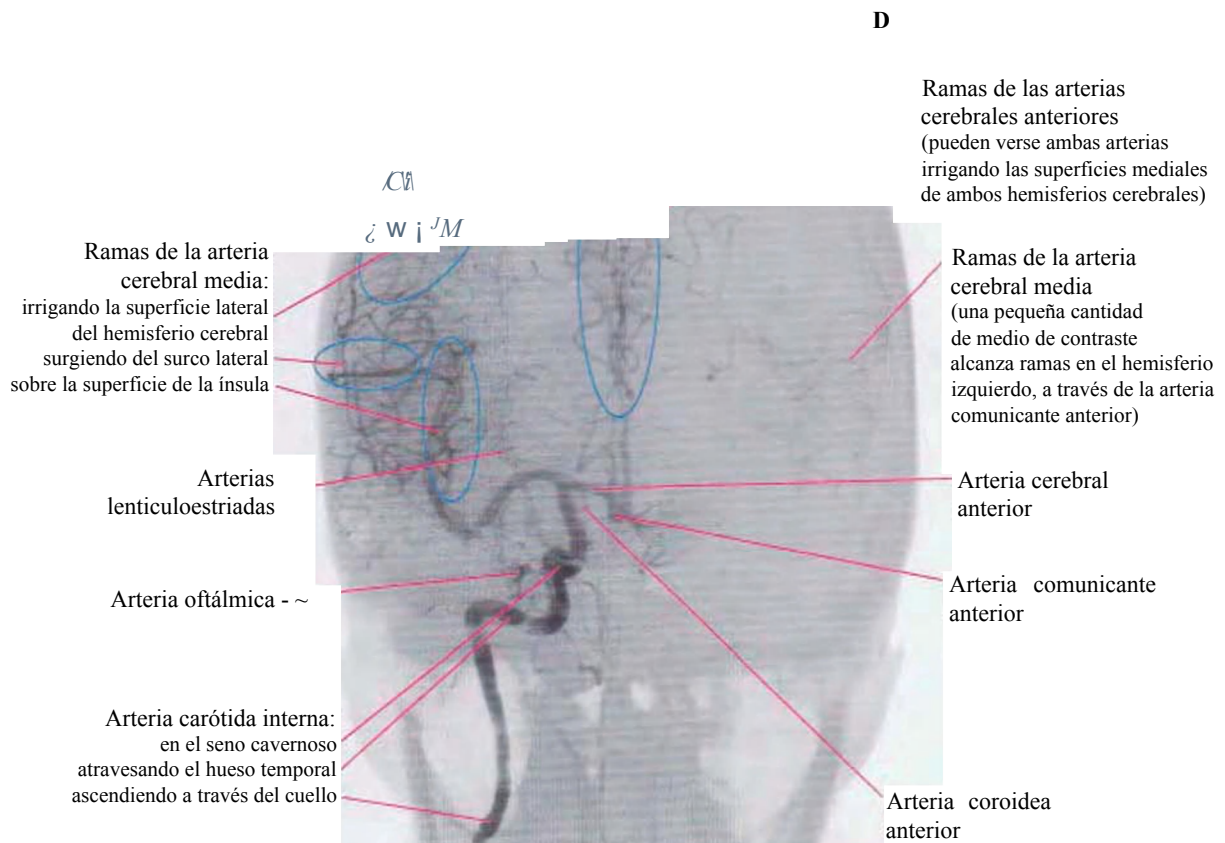 D
Ramas de las arterias
cerebrales anteriores
(pueden verse ambas arterias
irrigando las superficies mediales
de ambos hemisferios cerebrales)
Ramas de la arteria
cerebral media:
irrigando la superficie lateral
del hemisferio cerebral
surgiendo del surco lateral
sobre la superficie de la ínsula
Ramas de la arteria
cerebral media
(una pequeña cantidad
de medio de contraste
alcanza ramas en el hemisferio
izquierdo, a través de la arteria
comunicante anterior)
Arterias
lenticuloestriadas
Arteria cerebral
anterior
Arteria oftálmica - ~
Arteria comunicante
anterior
Arteria carótida interna:
en el seno cavernoso
atravesando el hueso temporal
ascendiendo a través del cuello
Arteria coroidea
anterior